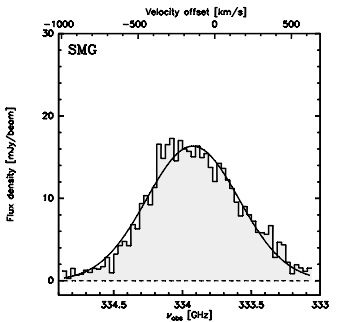 Velocity offset [km/s]
−1000 −500 0 500
30
SMG
20
Flux density [mJy/beam]
10
0
334.5 334 333.5 333
νobs [GHz]